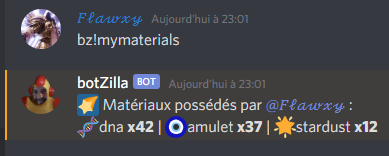 𝓕𝓵𝓪𝔀𝔁𝔂 Aujourd'hui à 23:01
bz!mymaterials
botZilla BOT Aujourd'hui à 23:01
Matériaux possédés par @𝓕𝓵𝓪𝔀𝔁𝔂 :
dna x42 | amulet x37 | stardust x12